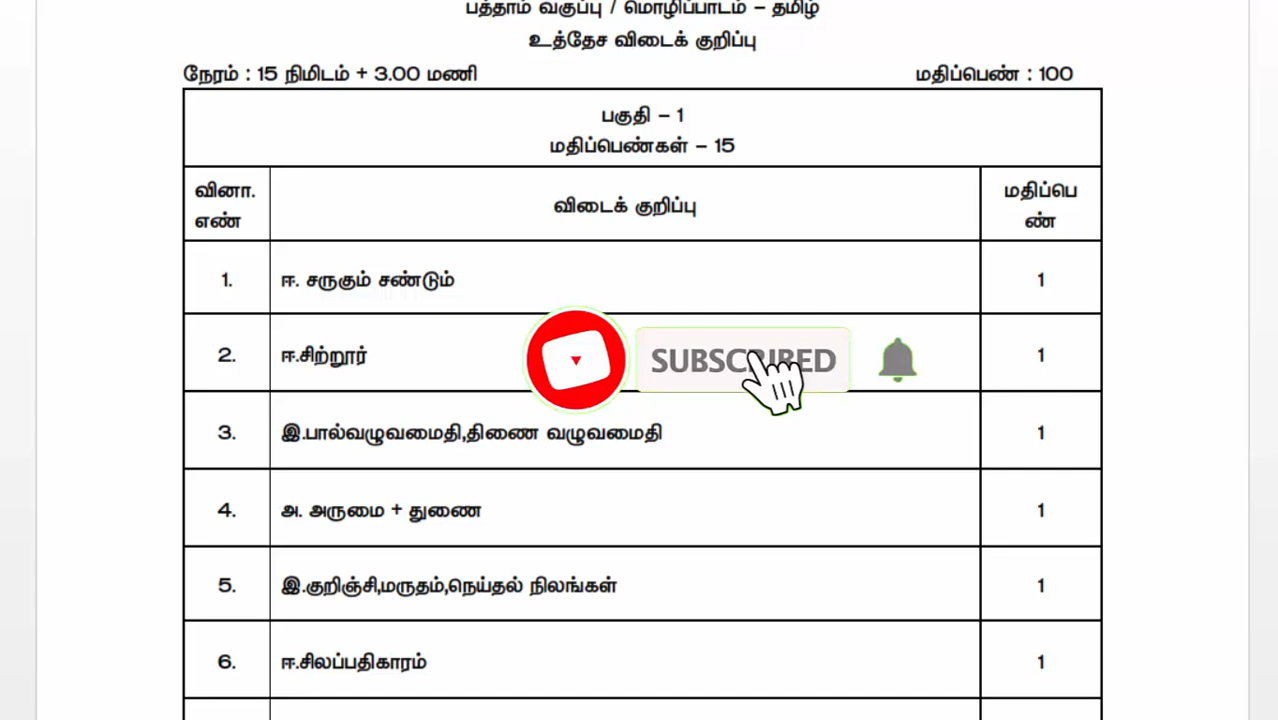 பத்தாம் வகுப்பு / மொழிப்பாடம் – தமிழ்
உத்தேச விடைக் குறிப்பு
நேரம் : 15 நிமிடம் + 3.00 மணி மதிப்பெண் : 100
பகுதி – 1
மதிப்பெண்கள் – 15
வினா. எண் விடைக் குறிப்பு மதிப்பெ ண்
1. ஈ. சருகும் சண்டும் 1
2. ஈ.சிற்றூர் 1
SUBSCRIBED
3. இ.பால்வழுவமைதி,திணை வழுவமைதி 1
4. அ. அருமை + துணை 1
5. இ.குறிஞ்சி,மருதம்,நெய்தல் நிலங்கள் 1
6. ஈ.சிலப்பதிகாரம் 1